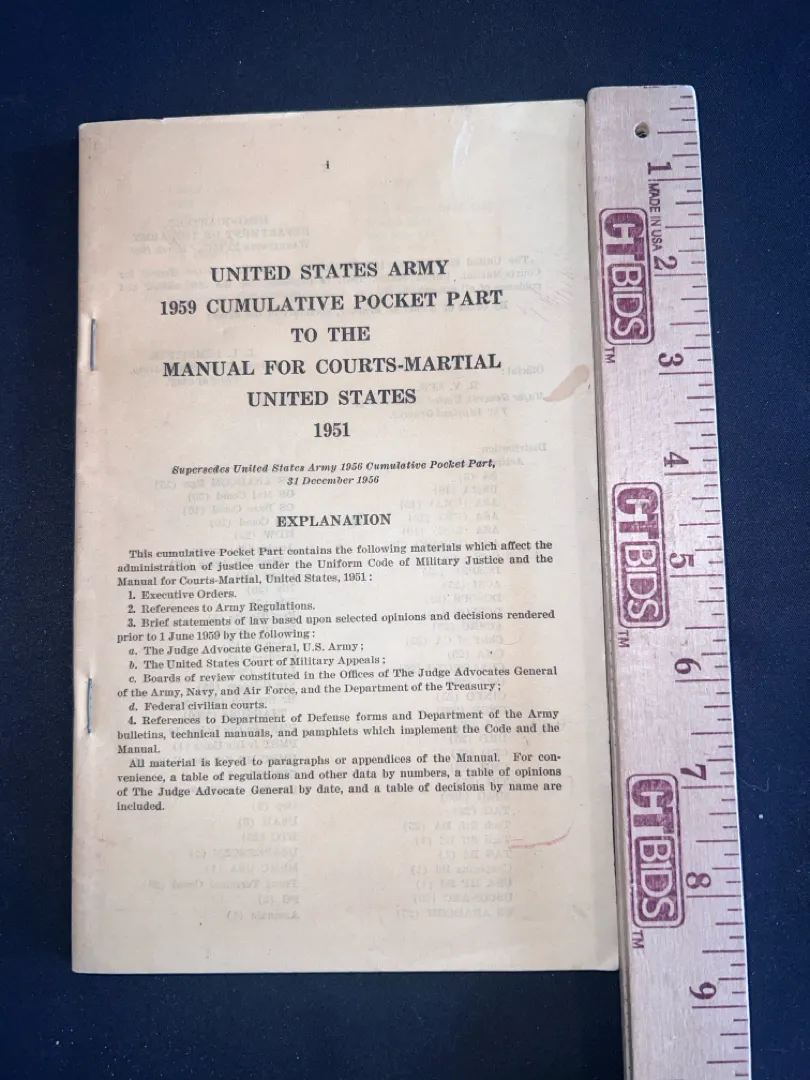 i
UNITED STATES ARMY
1959 CUMULATIVE POCKET PART
TO THE
MANUAL FOR COURTS-MARTIAL
UNITED STATES
1951
Supersedes United States Army 1956 Cumulative Pocket Part,
31 December 1956
EXPLANATION
This cumulative Pocket Part contains the following materials which affect the
administration of justice under the Uniform Code of Military Justice and the
Manual for Courts-Martial, United States, 1951:
1. Executive Orders.
2. References to Army Regulations.
3. Brief statements of law based upon selected opinions and decisions rendered
prior to 1 June 1959 by the following:
a. The Judge Advocate General, U.S. Army;
b. The United States Court of Military Appeals;
c. Boards of review constituted in the Offices of The Judge Advocates General
of the Army, Navy, and Air Force, and the Department of the Treasury;
d. Federal civilian courts.
4. References to Department of Defense forms and Department of the Army
bulletins, technical manuals, and pamphlets which implement the Code and the
Manual.
All material is keyed to paragraphs or appendices of the Manual. For con-
venience, a table of regulations and other data by numbers, a table of opinions
of The Judge Advocate General by date, and a table of decisions by name are
included.
1 2 3 4 5 6 7 8 9
MADE IN USA
CTBIDS TM
CTBIDS TM
CTBIDS TM